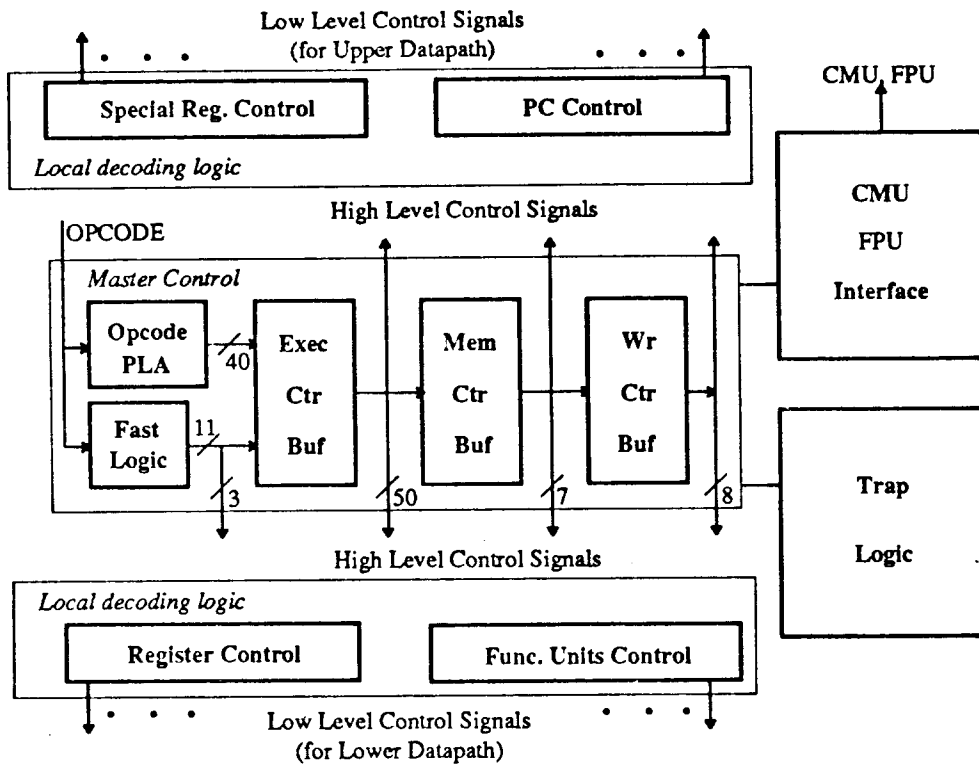 Low Level Control Signals
(for Upper Datapath)
CMU, FPU
Special Reg. Control
PC Control
Local decoding logic
CMU
FPU
Interface
High Level Control Signals
OPCODE
Master Control
Opcode
PLA
40
Fast
Logic
11
3
Exec
Ctr
Buf
50
Mem
Ctr
Buf
7
Wr
Ctr
Buf
8
Trap
Logic
High Level Control Signals
Local decoding logic
Register Control
Func. Units Control
Low Level Control Signals
(for Lower Datapath)